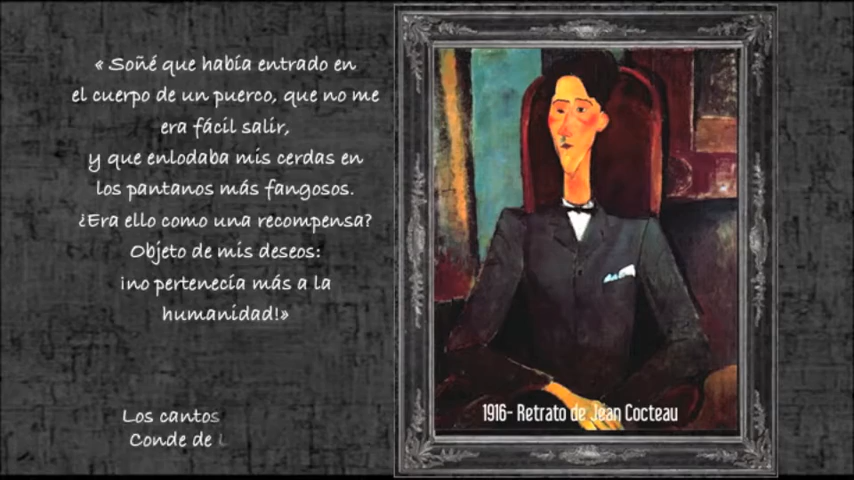 « Soñé que había entrado en
el cuerpo de un puerco, que no me
era fácil salir,
y que enlodaba mis cerdas en
los pantanos más fangosos.
¿Era ello como una recompensa?
Objeto de mis deseos:
¡no pertenecía más a la
humanidad!»
Los cantos
Conde de L
1916- Retrato de Jean Cocteau